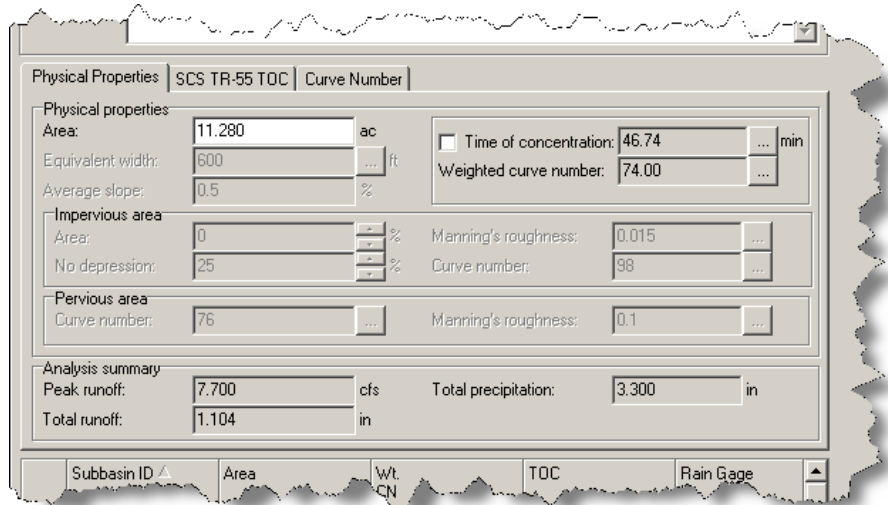 Physical Properties SCS TR-55 TOC Curve Number
Physical properties
Area: 11.280 ac
Time of concentration: 46.74 ... min
Equivalent width: 600 ... ft
Weighted curve number: 74.00 ...
Average slope: 0.5 %
Impervious area
Area: 0 % Manning's roughness: 0.015 ...
No depression: 25 % Curve number: 98 ...
Pervious area
Curve number: 76 ... Manning's roughness: 0.1 ...
Analysis summary
Peak runoff: 7.700 cfs Total precipitation: 3.300 in
Total runoff: 1.104 in
Subbasin ID Area Wt. TOC Rain Gage
CN